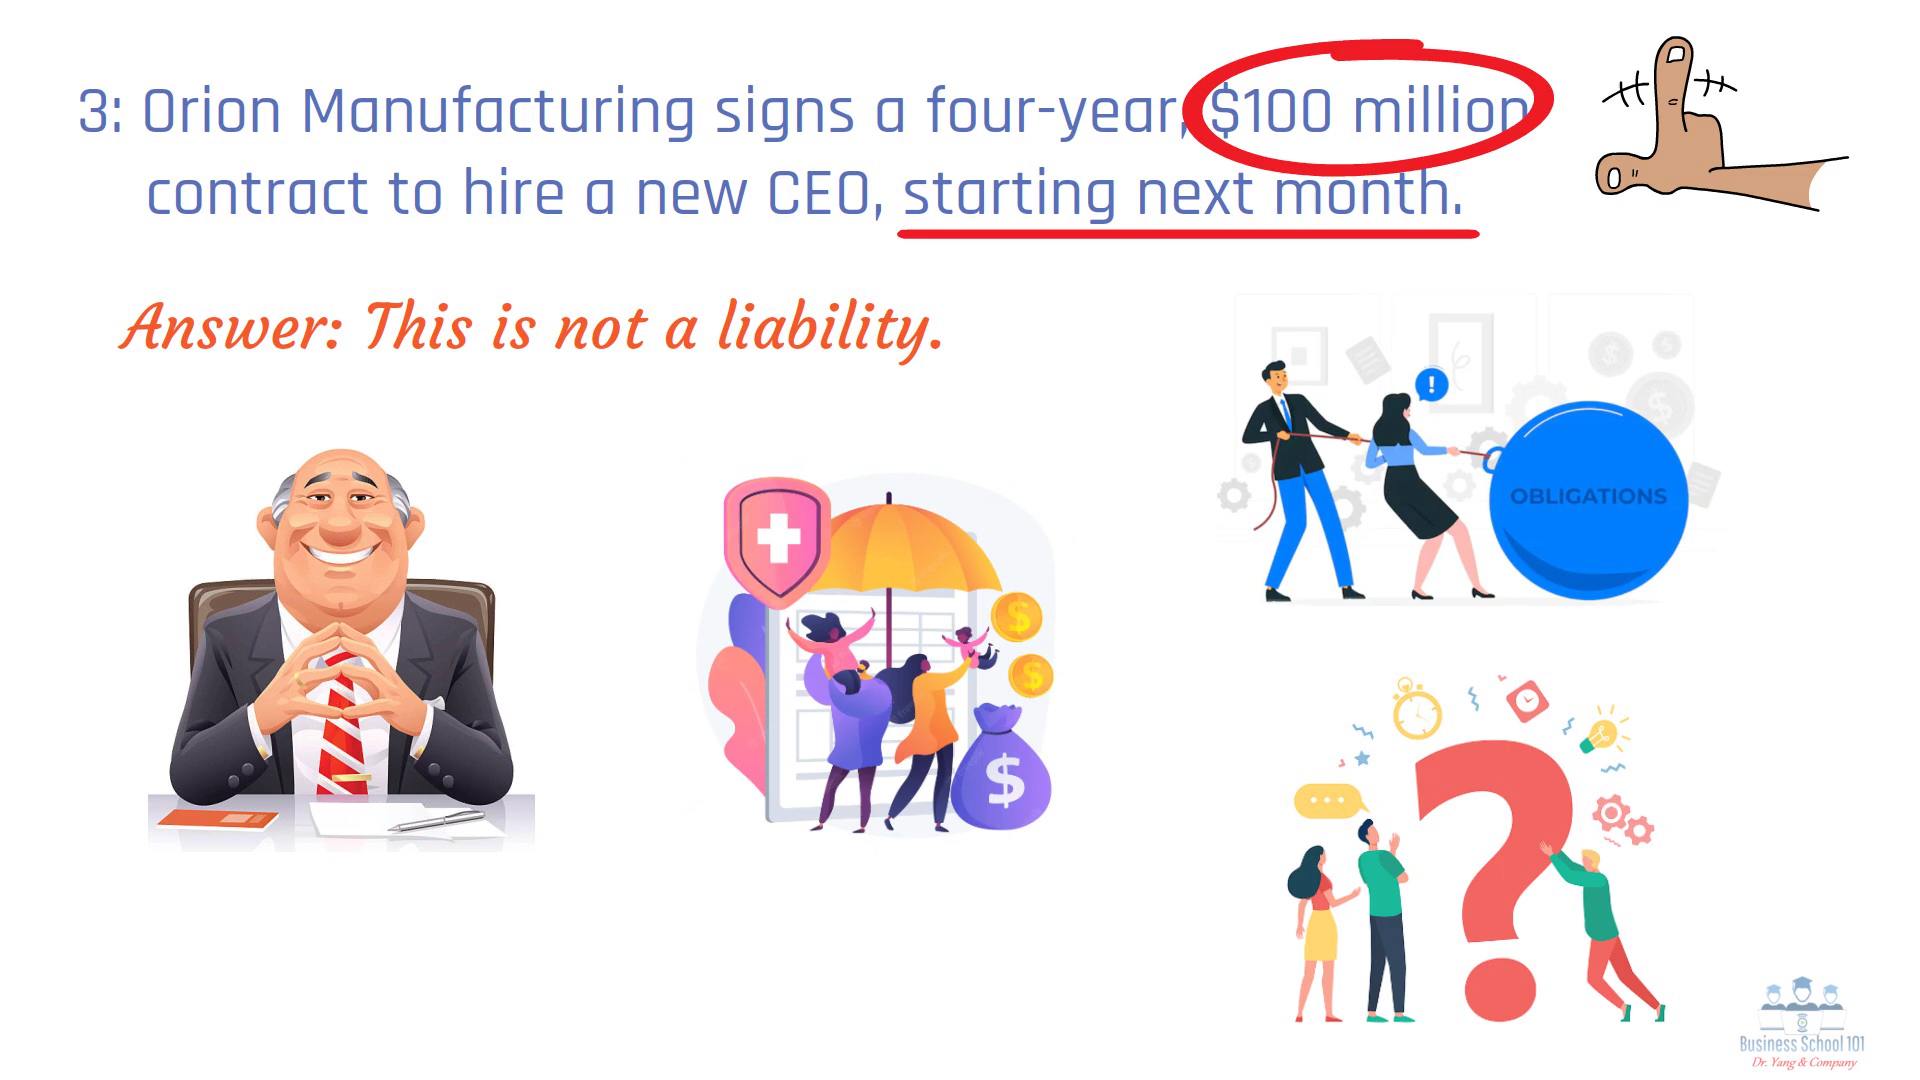 3: Orion Manufacturing signs a four-year, $100 million
contract to hire a new CEO, starting next month.
Answer: This is not a liability.
!
$
$
$
$
$
$
OBLIGATIONS
?
Business School 101
Dr. Yang & Company